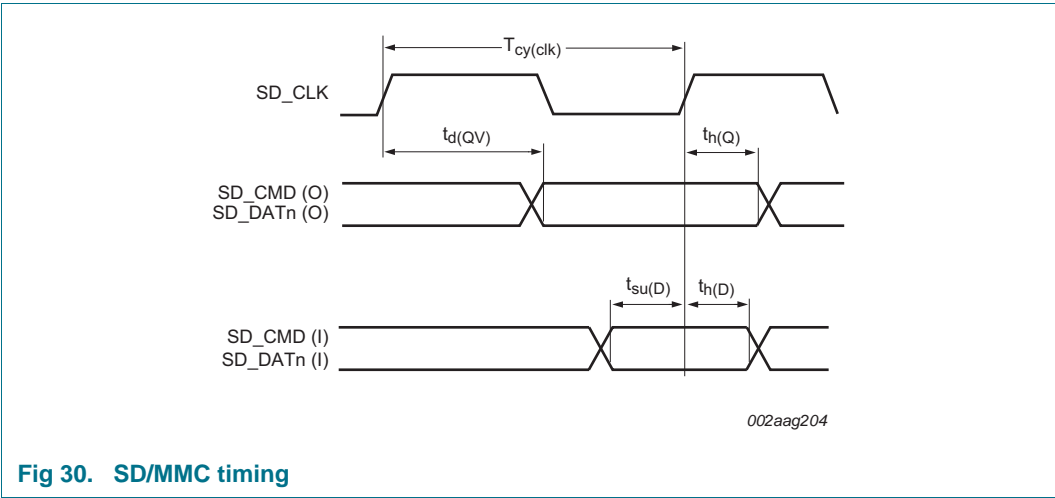 T_cy(clk)
SD_CLK
t_d(QV)
t_h(Q)
SD_CMD (O)
SD_DATn (O)
t_su(D)
t_h(D)
SD_CMD (I)
SD_DATn (I)
002aag204
Fig 30. SD/MMC timing